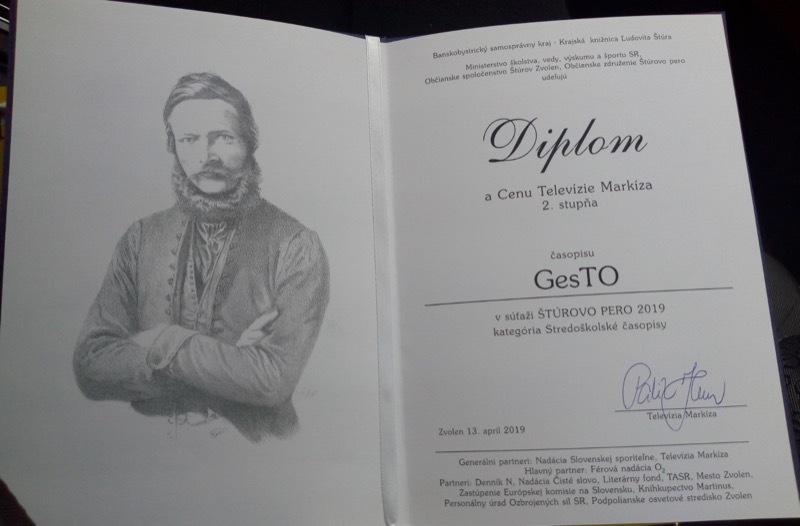 Banskobystrický samosprávny kraj - Krajská knižnica Ľudovíta Štúra
Ministerstvo školstva, vedy, výskumu a športu SR,
Občianske spoločenstvo Štúrov Zvolen, Občianske združenie Štúrovo pero
udeľujú
Diplom
a Cenu Televízie Markíza
2. stupňa
časopisu
GesTO
v súťaži ŠTÚROVO PERO 2019
kategória Stredoškolské časopisy
Televízia Markíza
Zvolen 13. apríl 2019
Generálni partneri: Nadácia Slovenskej sporiteľne, Televízia Markíza
Hlavný partner: Férová nadácia O2
Partneri: Denník N, Nadácia Čisté slovo, Literárny fond, TASR, Mesto Zvolen,
Zastúpenie Európskej komisie na Slovensku, Kníhkupectvo Martinus,
Personálny úrad Ozbrojených síl SR, Podpolianske osvetové stredisko Zvolen